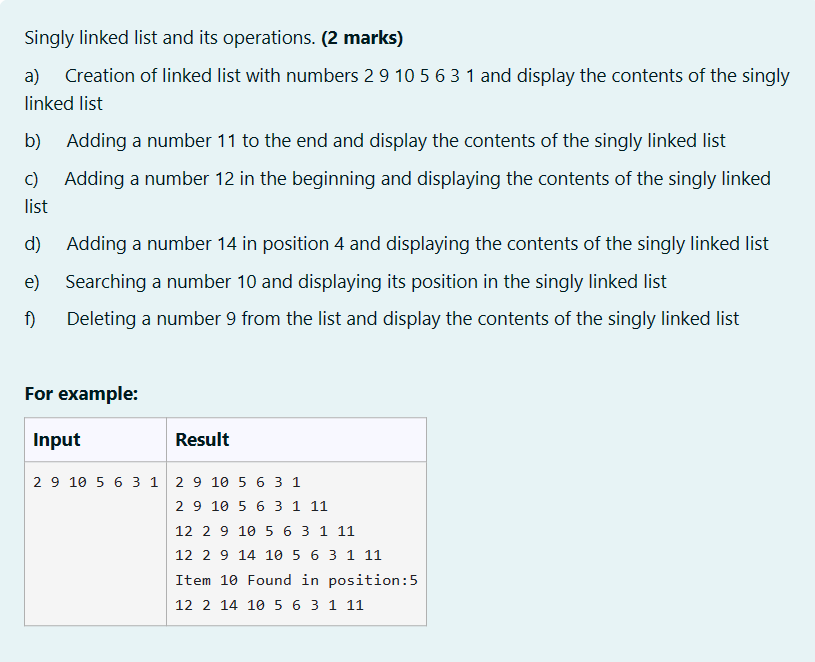 Singly linked list and its operations. (2 marks)
a) Creation of linked list with numbers 2 9 10 5 6 3 1 and display the contents of the singly
linked list
b) Adding a number 11 to the end and display the contents of the singly linked list
c) Adding a number 12 in the beginning and displaying the contents of the singly linked
list
d) Adding a number 14 in position 4 and displaying the contents of the singly linked list
e) Searching a number 10 and displaying its position in the singly linked list
f) Deleting a number 9 from the list and display the contents of the singly linked list
For example:
Input Result
2 9 10 5 6 3 1 2 9 10 5 6 3 1
2 9 10 5 6 3 1 11
12 2 9 10 5 6 3 1 11
12 2 9 14 10 5 6 3 1 11
Item 10 Found in position:5
12 2 14 10 5 6 3 1 11